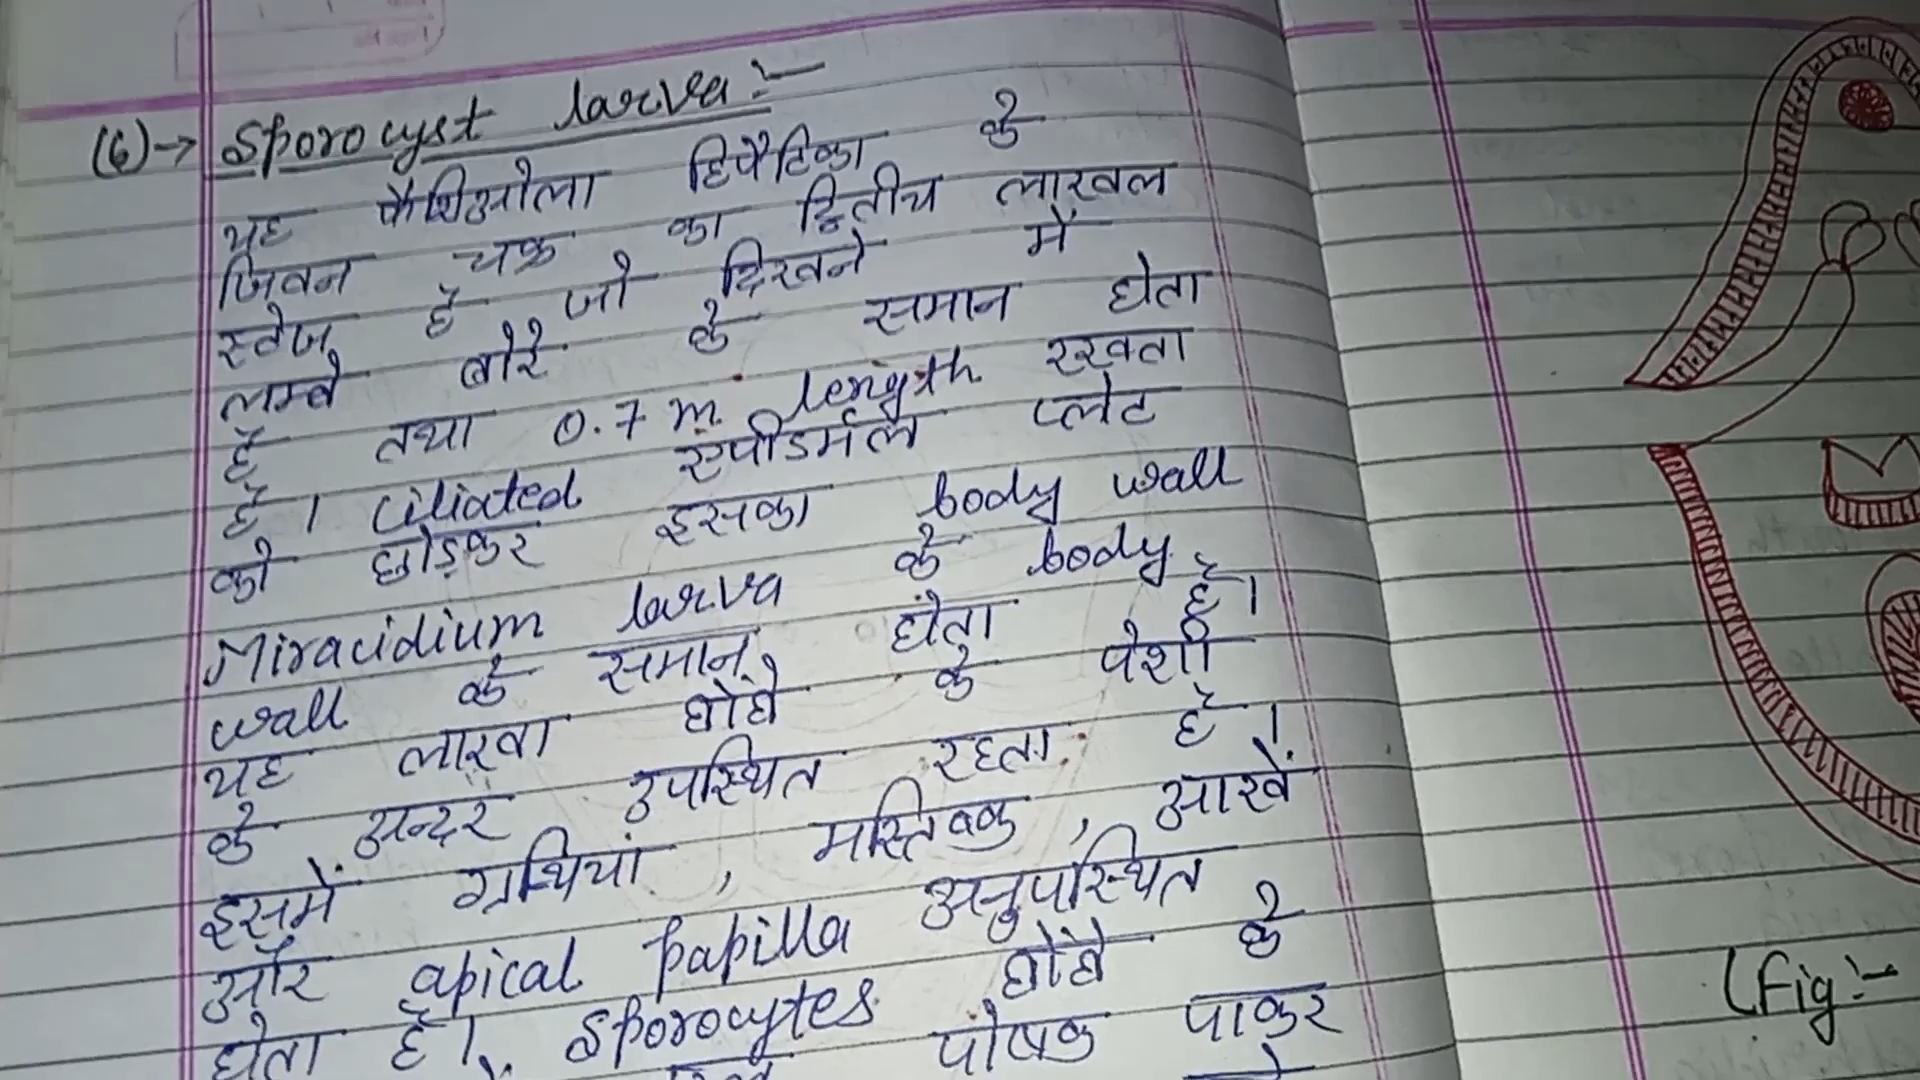 (6)→ Sporocyst larva:-
यह फैशिओला हिपैटिका के
जिवन चक्र का द्वितीय लारवल
स्टेज है जो दिखने में
लम्बे बोरे के समान होता
है तथा 0.7 m length रखता
है। Ciliated एपीडर्मल प्लेट
को छोड़कर इसका body wall
Miracidium larva के body
wall के समान होता है।
यह लारवा घोंघे के पेशी
के अन्दर उपस्थित रहता है।
इसमें ग्रथियां, मस्तिष्क, आखें
और apical papilla अनुपस्थित
होता है। Sporocytes घोंघे के
पोषक पाकर
(Fig:-